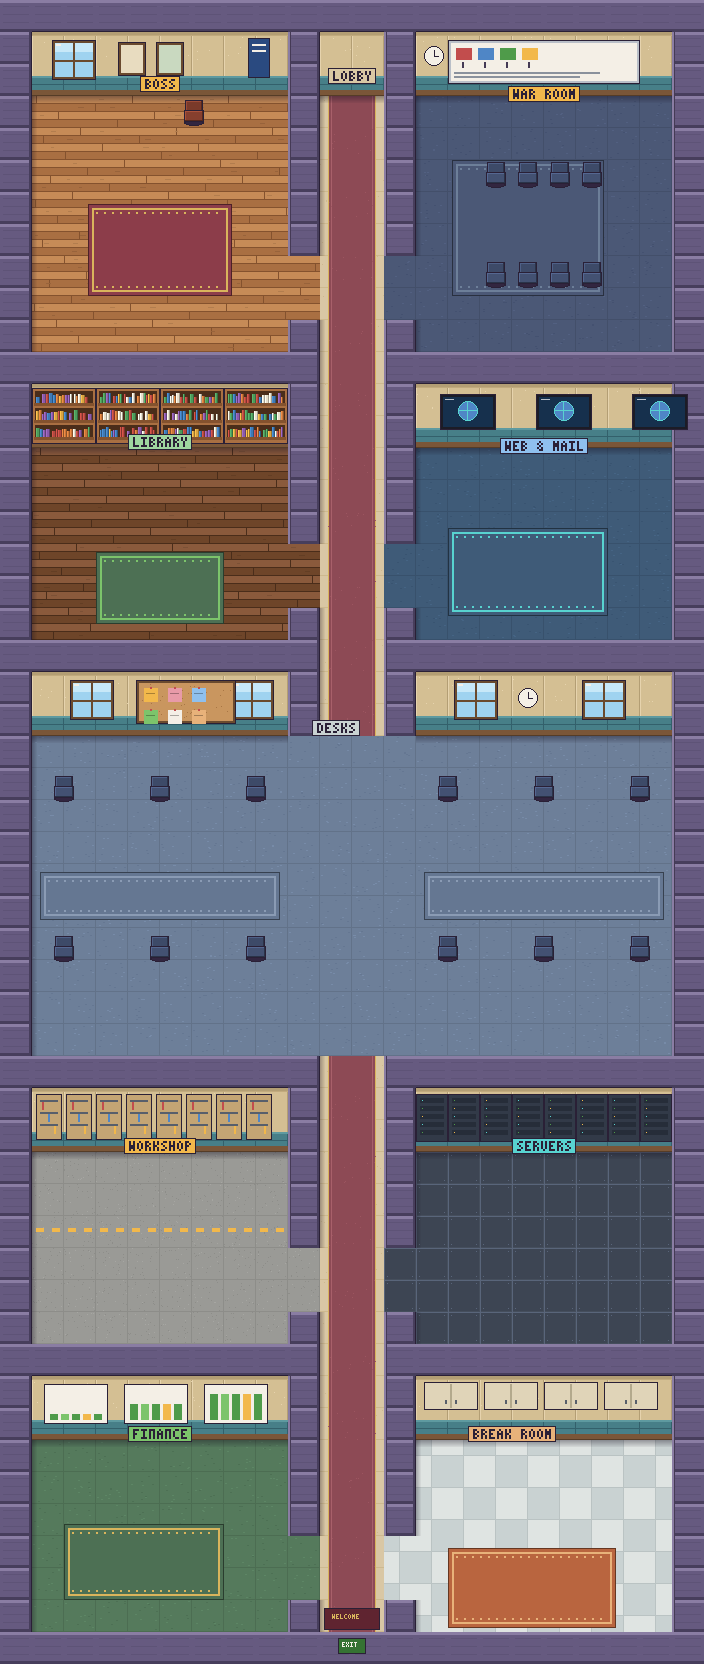 LOBBY
BOSS
WAR ROOM
LIBRARY
WEB & MAIL
DESKS
WORKSHOP
SERVERS
FINANCE
BREAK ROOM
WELCOME
EXIT